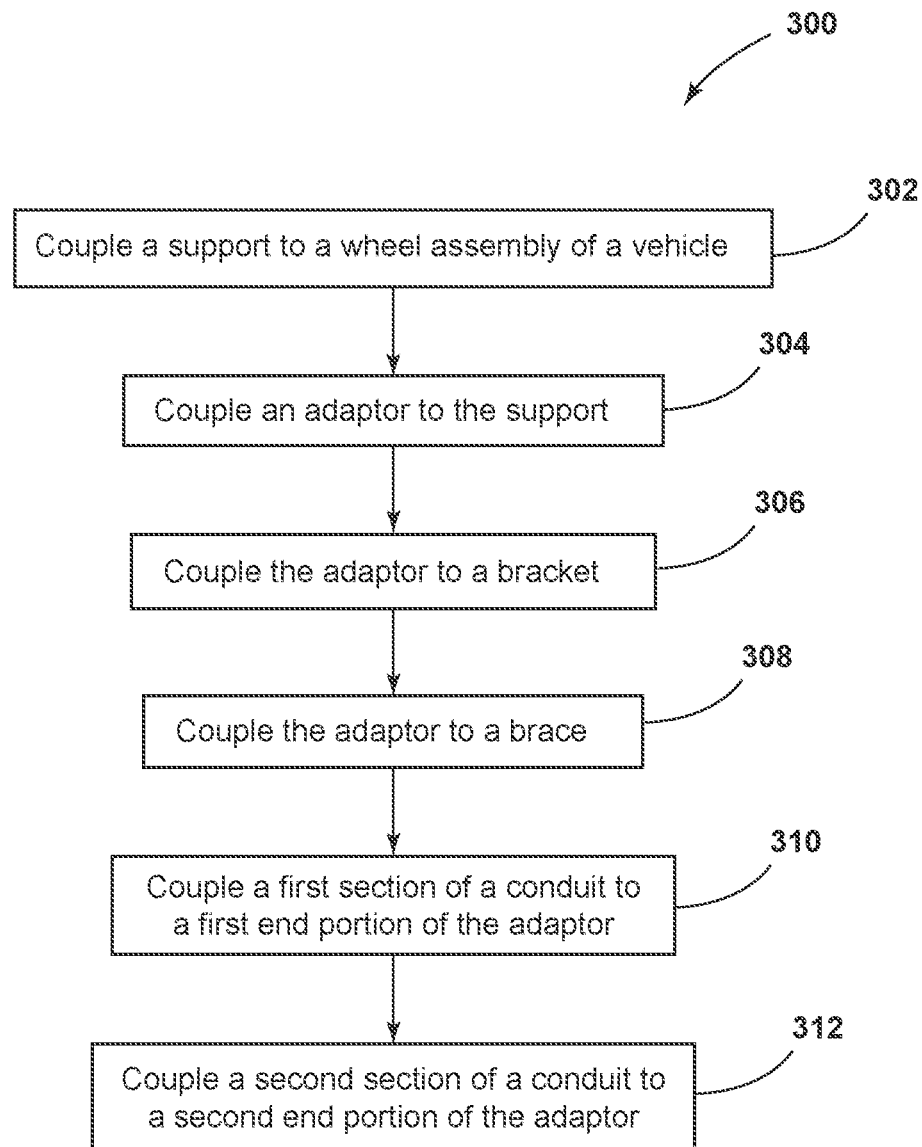 300
302
Couple a support to a wheel assembly of a vehicle
304
Couple an adaptor to the support
306
Couple the adaptor to a bracket
308
Couple the adaptor to a brace
310
Couple a first section of a conduit to
a first end portion of the adaptor
312
Couple a second section of a conduit to
a second end portion of the adaptor